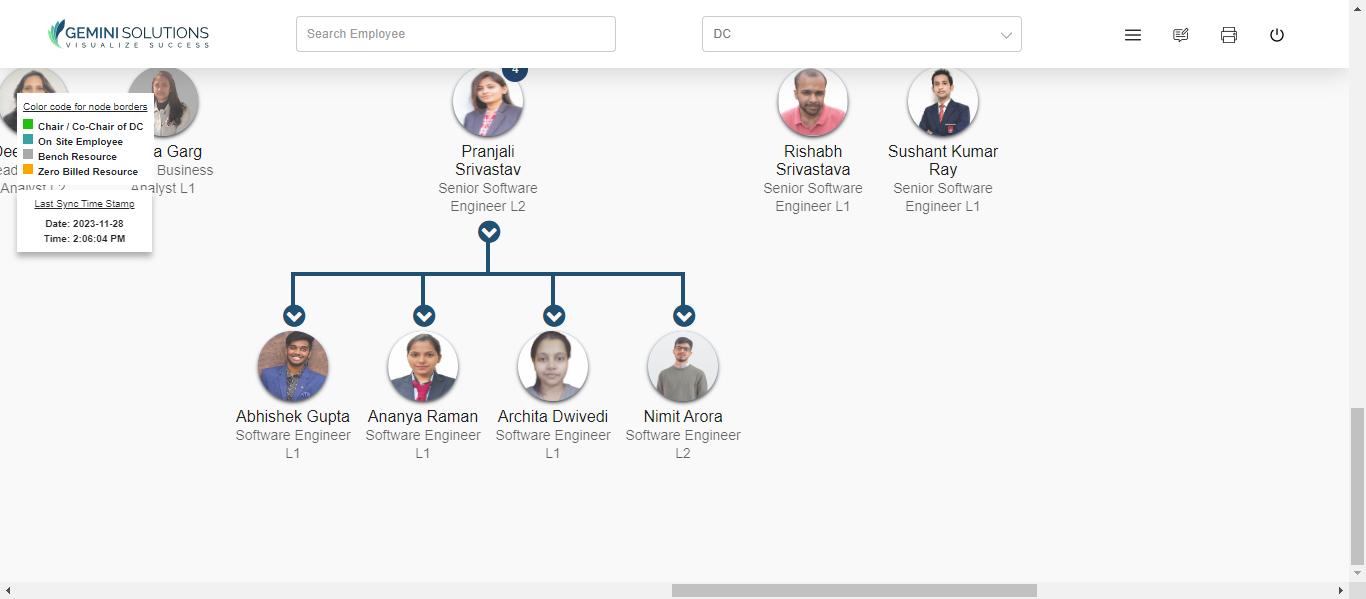 GEMINI SOLUTIONS
VISUALIZE SUCCESS
Search Employee
DC
4
Color code for node borders
Chair / Co-Chair of DC
On Site Employee
Bench Resource
Zero Billed Resource
Last Sync Time Stamp
Date: 2023-11-28
Time: 2:06:04 PM
Garg
Business
Analyst L2
Analyst L1
Pranjali
Srivastav
Senior Software
Engineer L2
Rishabh
Srivastava
Senior Software
Engineer L1
Sushant Kumar
Ray
Senior Software
Engineer L1
Abhishek Gupta
Software Engineer
L1
Ananya Raman
Software Engineer
L1
Archita Dwivedi
Software Engineer
L1
Nimit Arora
Software Engineer
L2